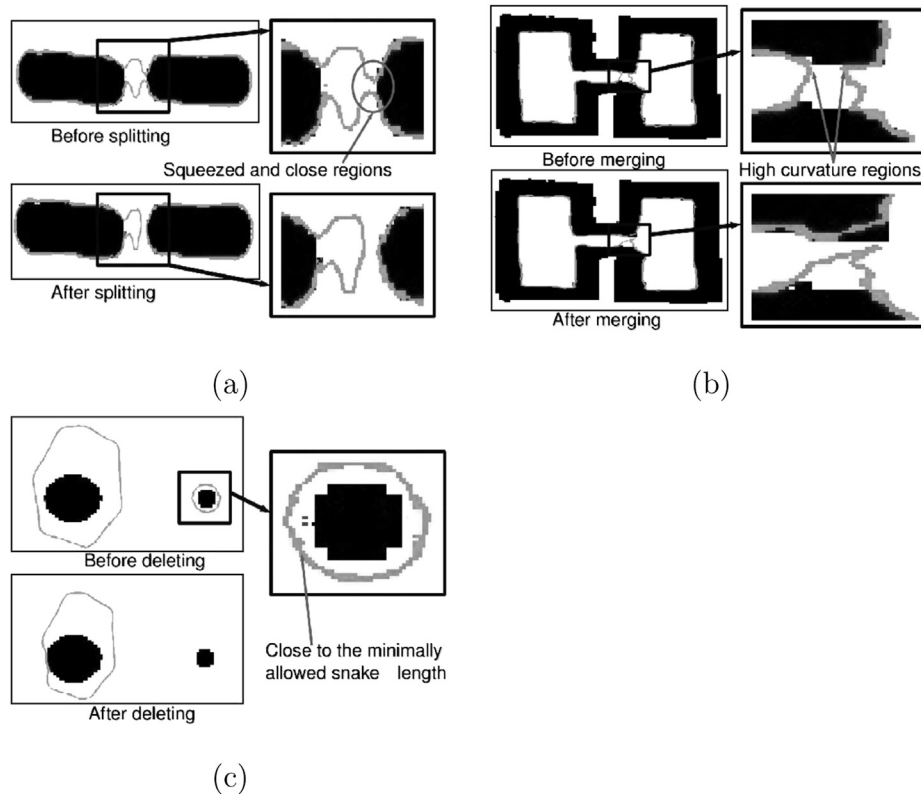 Before splitting
Squeezed and close regions
After splitting
(a)
Before merging
High curvature regions
After merging
(b)
Before deleting
Close to the minimally
allowed snake length
After deleting
(c)